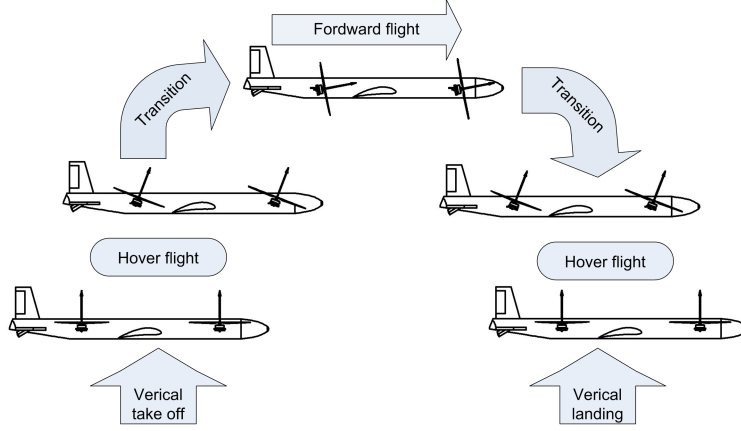 Fordward flight
Transition
Transition
Hover flight
Hover flight
Verical
take off
Verical
landing